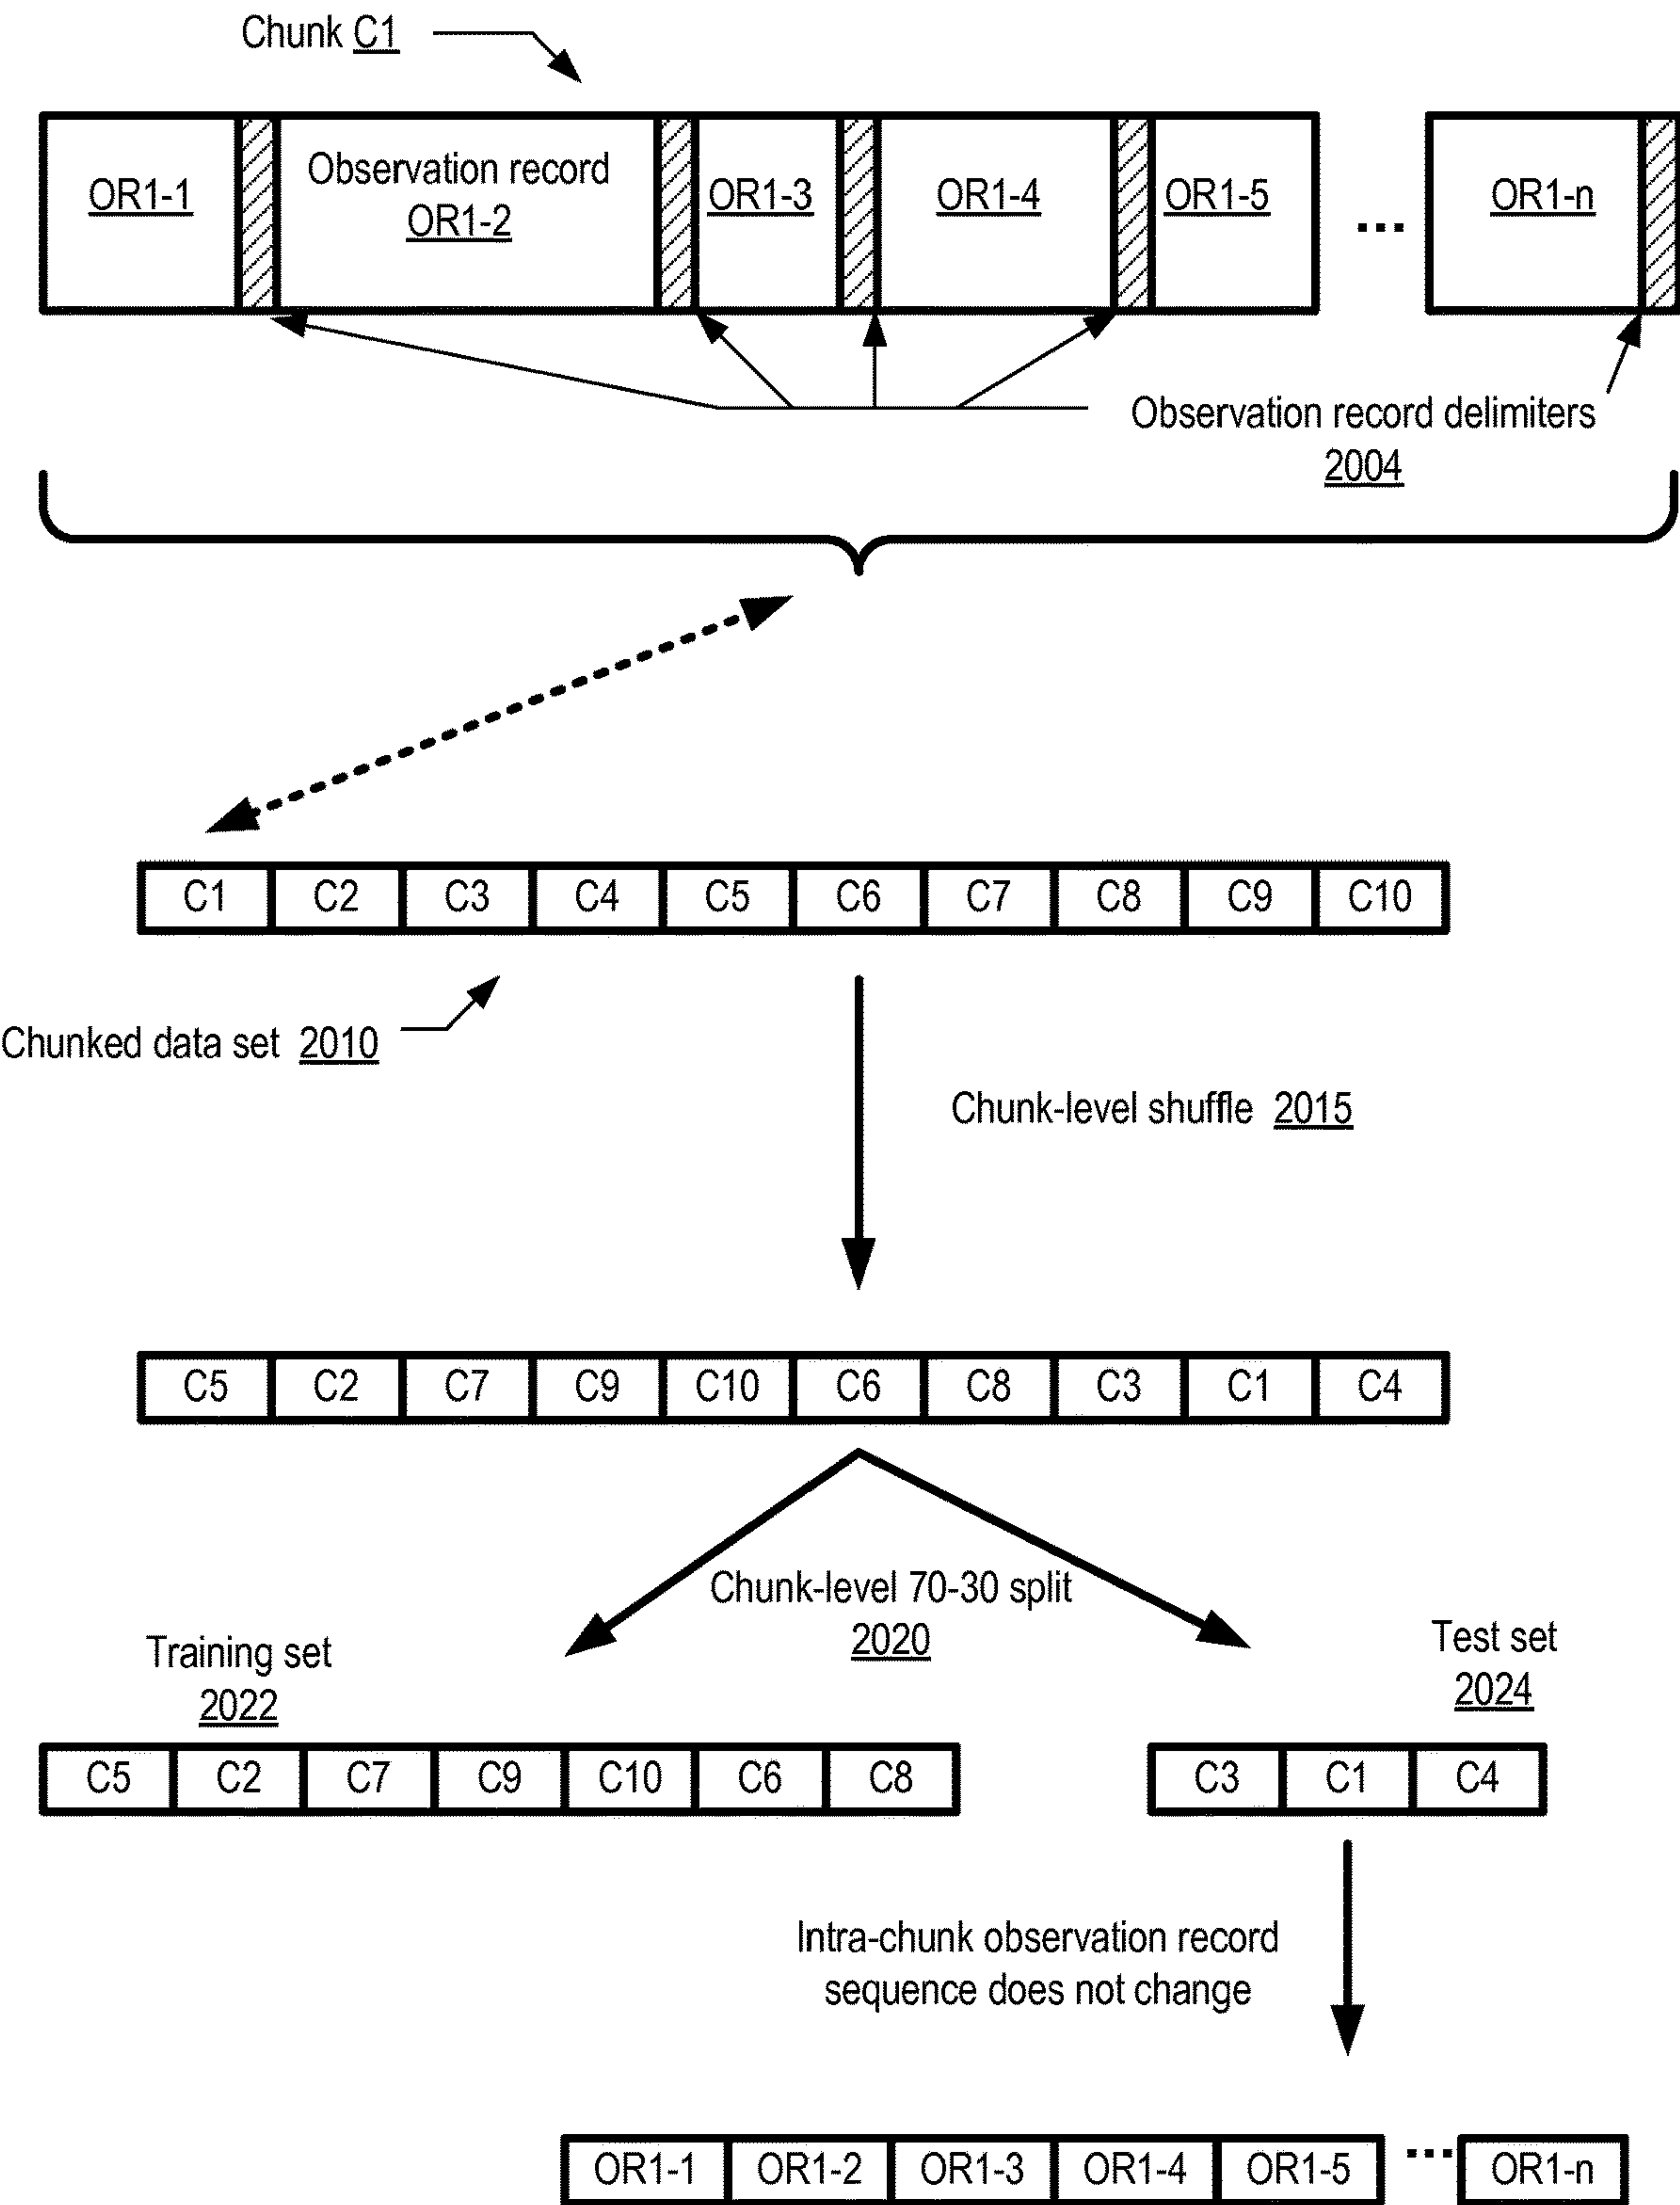 Chunk C1
OR1-1
Observation record
OR1-2
OR1-3
OR1-4
OR1-5
...
OR1-n
Observation record delimiters
2004
C1 C2 C3 C4 C5 C6 C7 C8 C9 C10
Chunked data set 2010
Chunk-level shuffle 2015
C5 C2 C7 C9 C10 C6 C8 C3 C1 C4
Chunk-level 70-30 split
2020
Training set
2022
Test set
2024
C5 C2 C7 C9 C10 C6 C8
C3 C1 C4
Intra-chunk observation record
sequence does not change
OR1-1 OR1-2 OR1-3 OR1-4 OR1-5 ... OR1-n